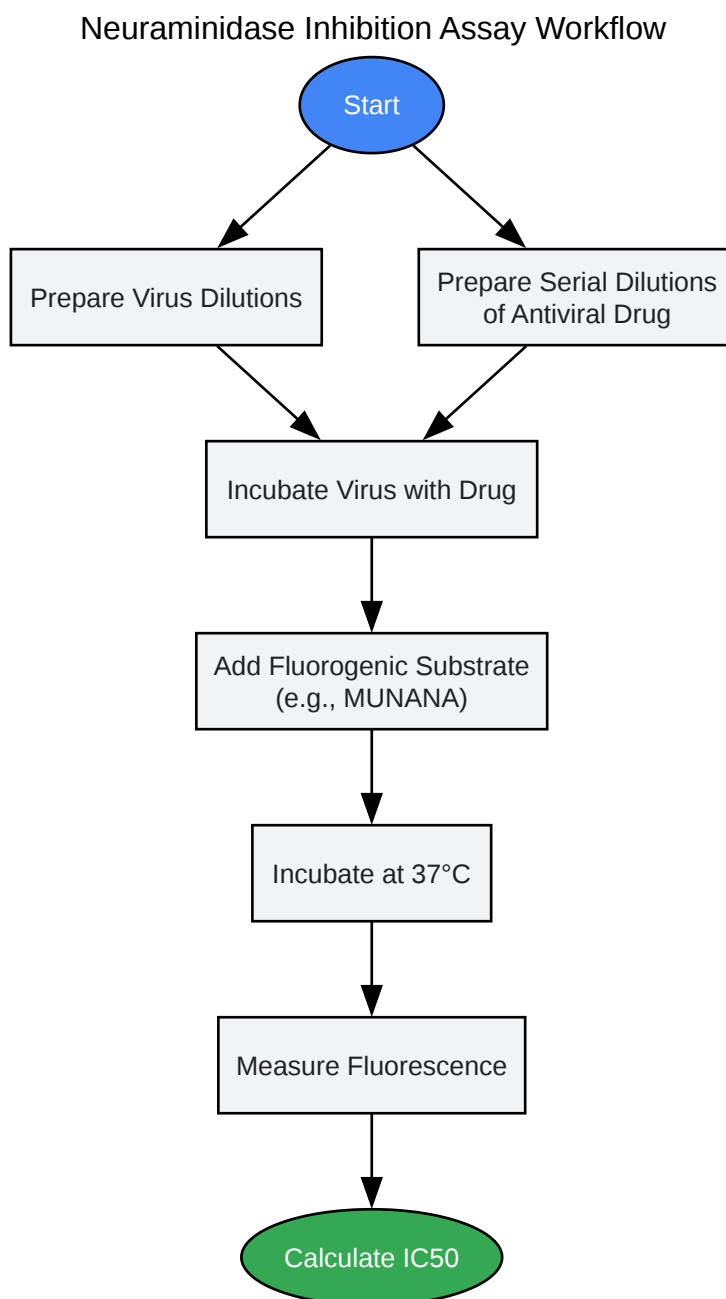 Neuraminidase Inhibition Assay Workflow
Start
Prepare Virus Dilutions
Prepare Serial Dilutions
of Antiviral Drug
Incubate Virus with Drug
Add Fluorogenic Substrate
(e.g., MUNANA)
Incubate at 37°C
Measure Fluorescence
Calculate IC50